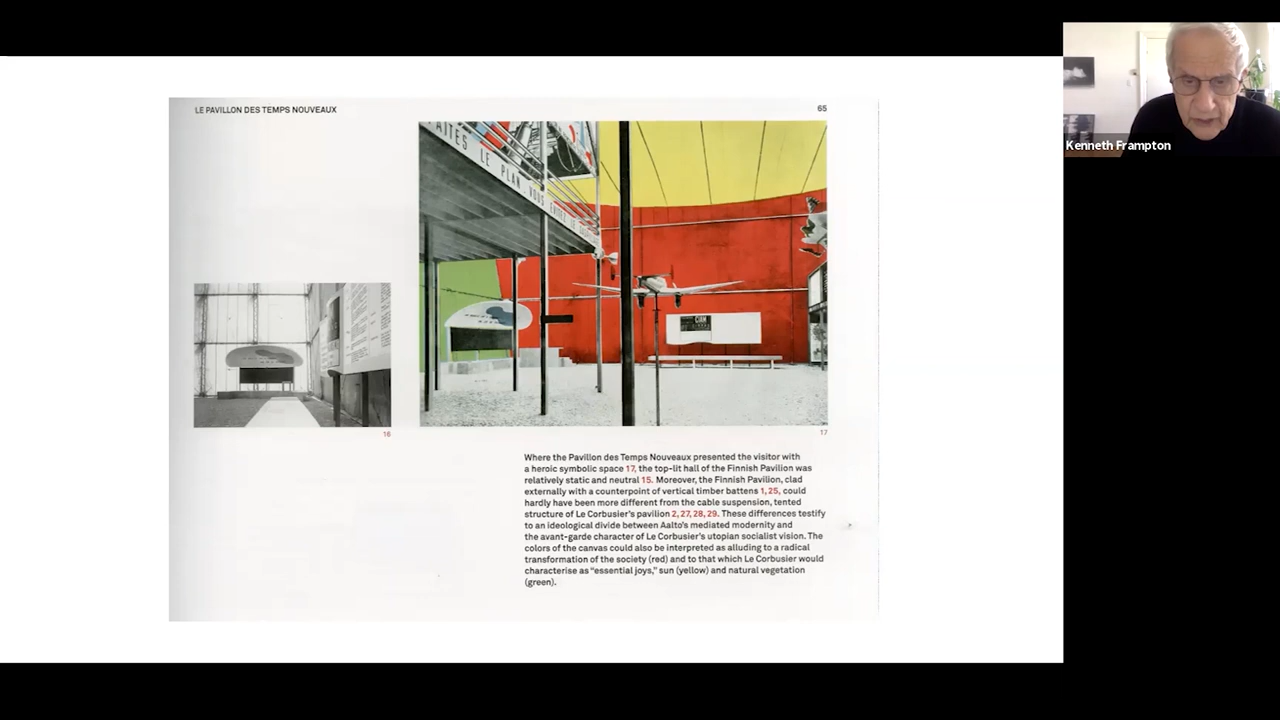 LE PAVILLON DES TEMPS NOUVEAUX
65
AITES LE PLAN VOUS
CIAM
16
17
Where the Pavillon des Temps Nouveaux presented the visitor with
a heroic symbolic space 17, the top-lit hall of the Finnish Pavilion was
relatively static and neutral 15. Moreover, the Finnish Pavilion, clad
externally with a counterpoint of vertical timber battens 1, 25, could
hardly have been more different from the cable suspension, tented
structure of Le Corbusier's pavilion 2, 27, 28, 29. These differences testify
to an ideological divide between Aalto's mediated modernity and
the avant-garde character of Le Corbusier's utopian socialist vision. The
colors of the canvas could also be interpreted as alluding to a radical
transformation of the society (red) and to that which Le Corbusier would
characterise as “essential joys,” sun (yellow) and natural vegetation
(green).
Kenneth Frampton